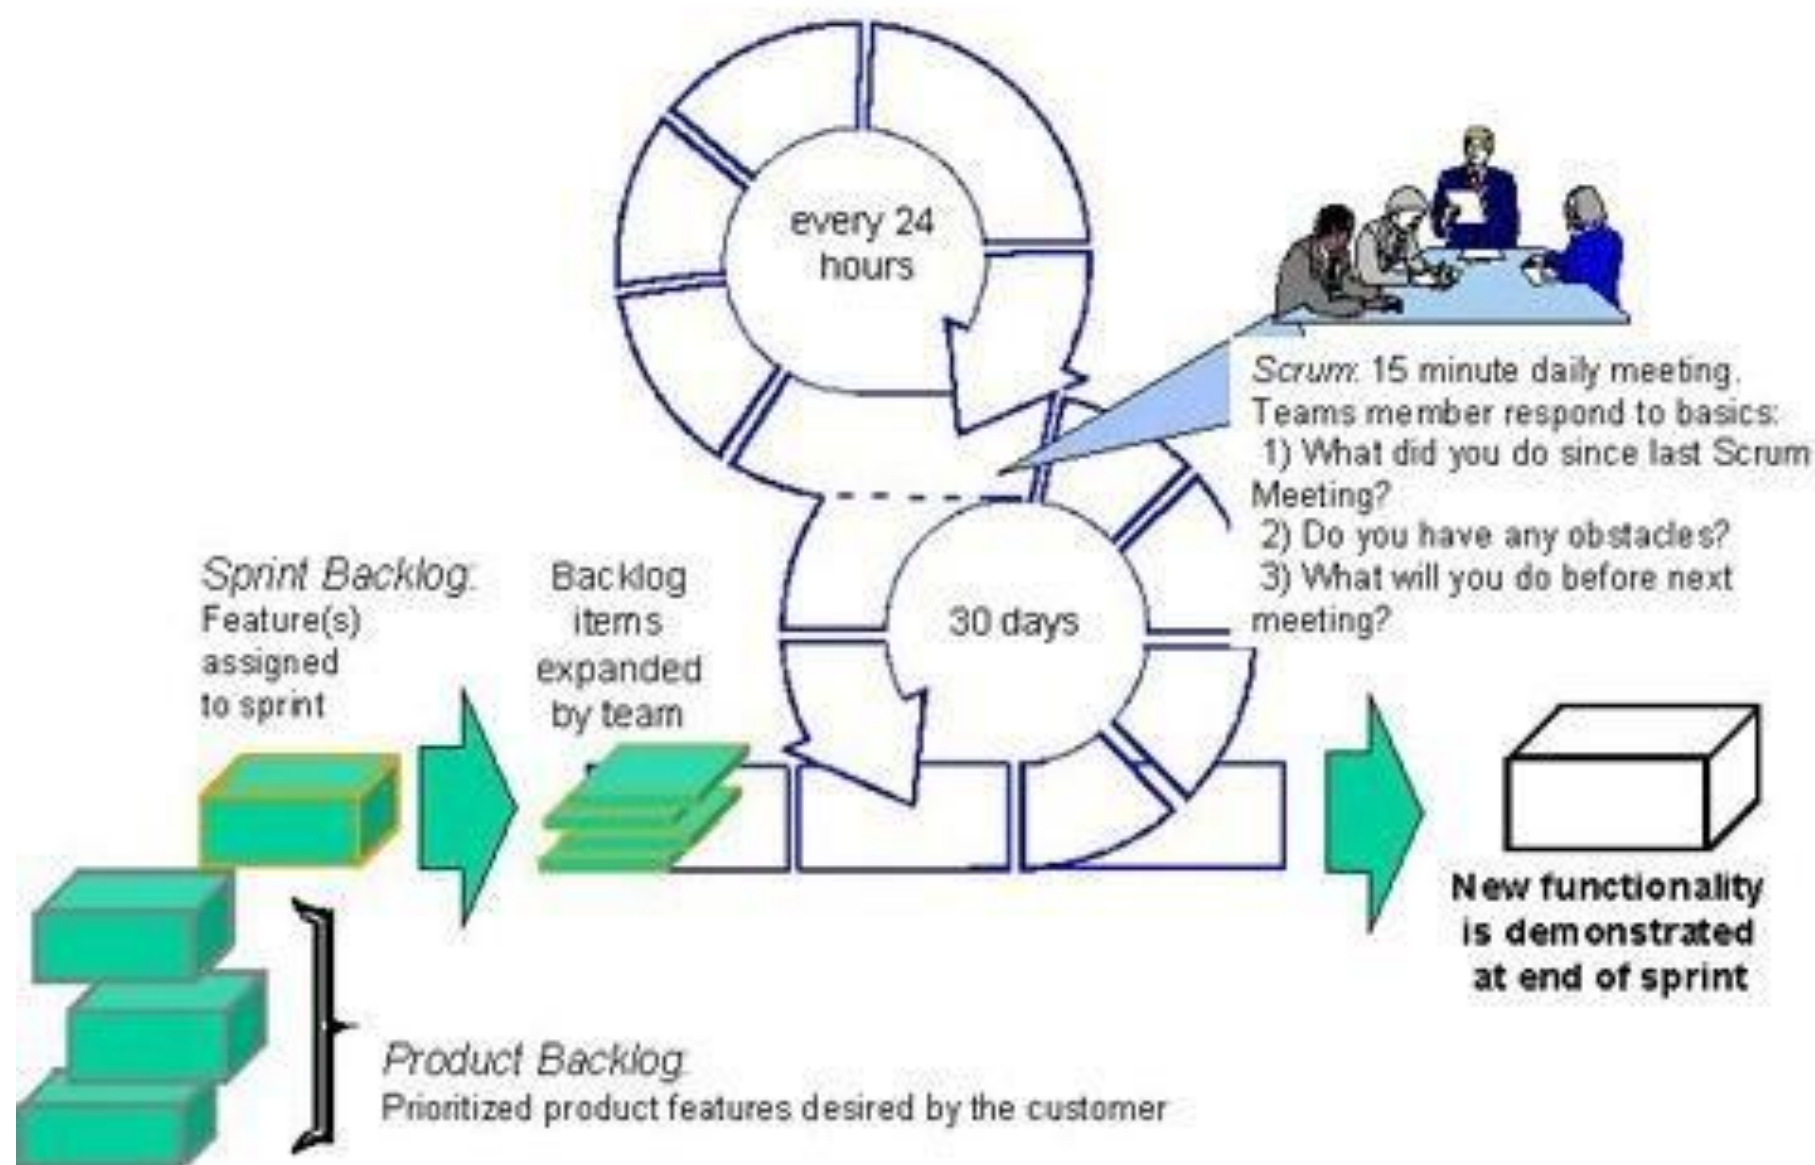 every 24
hours
Scrum: 15 minute daily meeting.
Teams member respond to basics:
1) What did you do since last Scrum
Meeting?
2) Do you have any obstacles?
3) What will you do before next
meeting?
Sprint Backlog:
Feature(s)
assigned
to sprint
Backlog
items
expanded
by team
30 days
New functionality
is demonstrated
at end of sprint
Product Backlog:
Prioritized product features desired by the customer